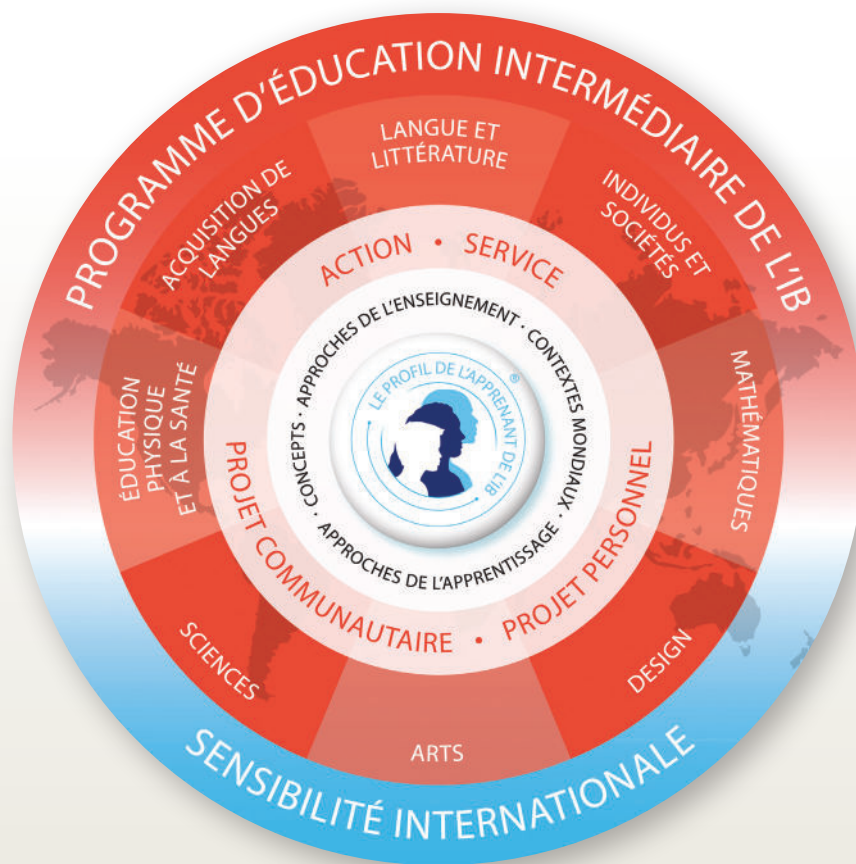 PROGRAMME D'ÉDUCATION INTERMÉDIAIRE DE L'IB
LANGUE ET
LITTÉRATURE
INDIVIDUS ET
SOCIÉTÉS
MATHÉMATIQUES
DESIGN
ARTS
SCIENCES
ÉDUCATION
PHYSIQUE
ET À LA SANTÉ
ACQUISITION DE
LANGUES
ACTION • SERVICE
PROJET PERSONNEL
•
PROJET COMMUNAUTAIRE
APPROCHES DE L'ENSEIGNEMENT · CONTEXTES MONDIAUX · APPROCHES DE L'APPRENTISSAGE · CONCEPTS ·
LE PROFIL DE L'APPRENANT DE L'IB
®
SENSIBILITÉ INTERNATIONALE